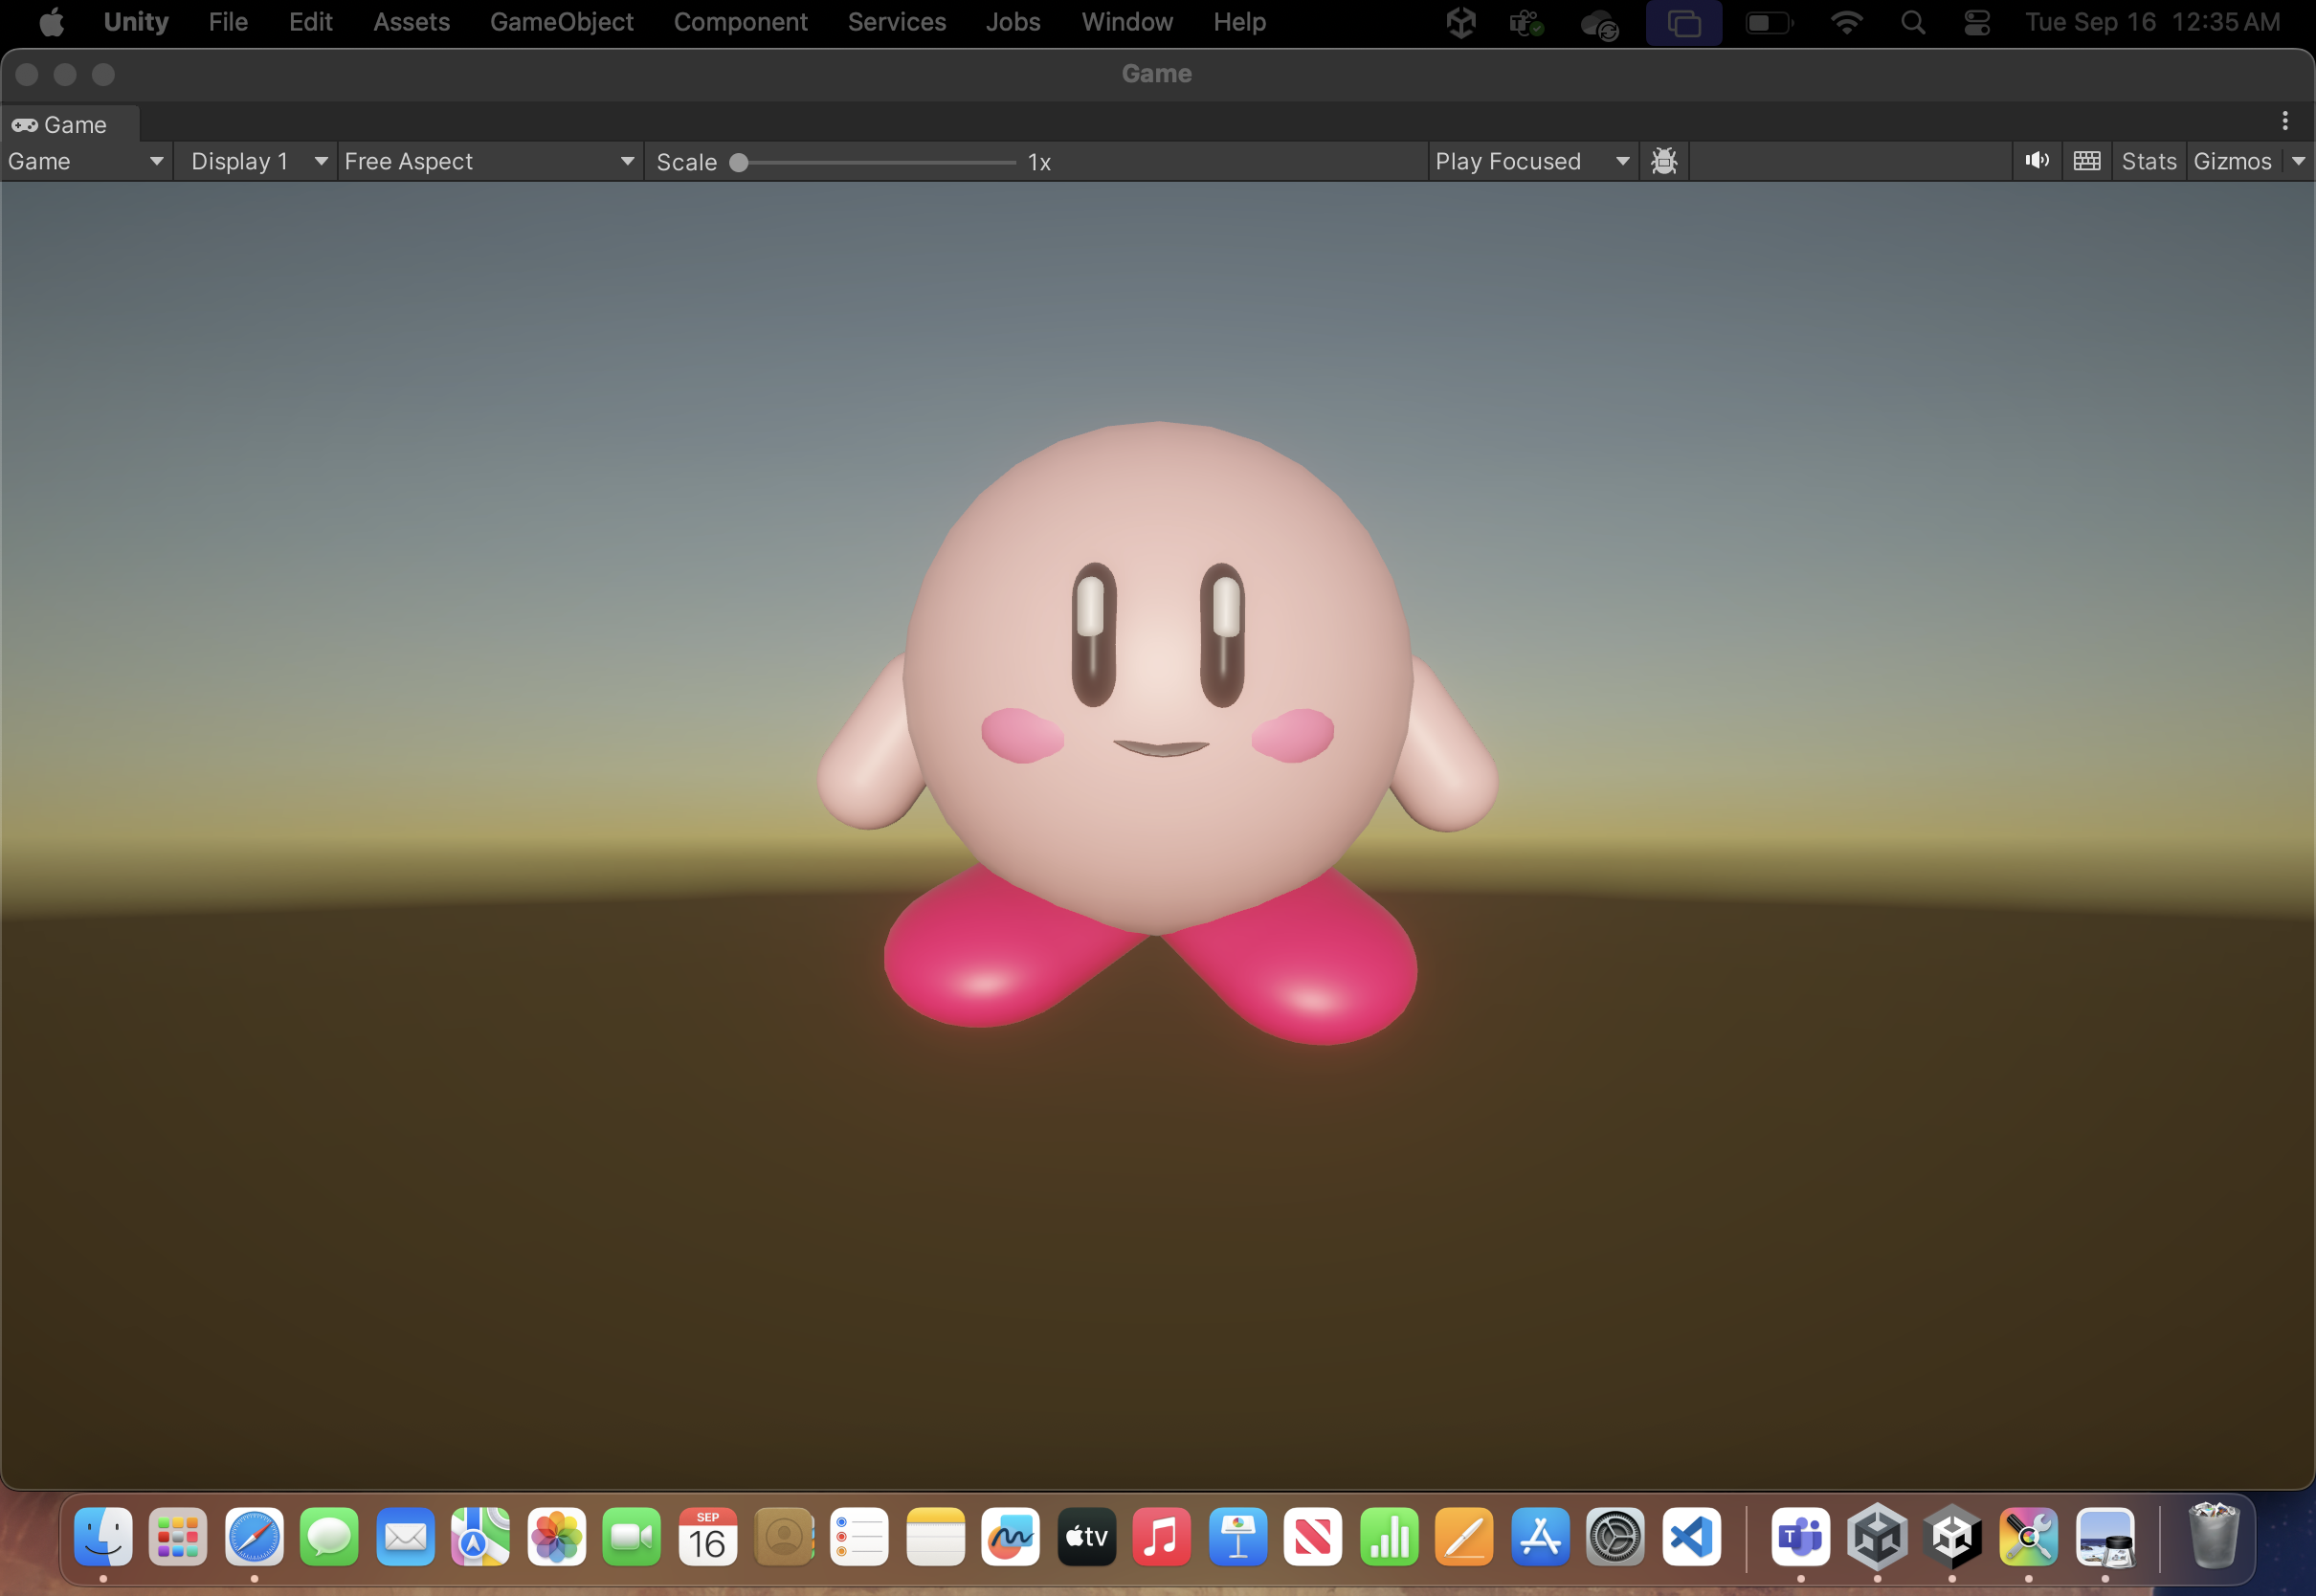 Unity File Edit Assets GameObject Component Services Jobs Window Help Tue Sep 16 12:35 AM
Game
Game
Game Display 1 Free Aspect Scale 1x Play Focused Stats Gizmos
SEP
16
tv
T